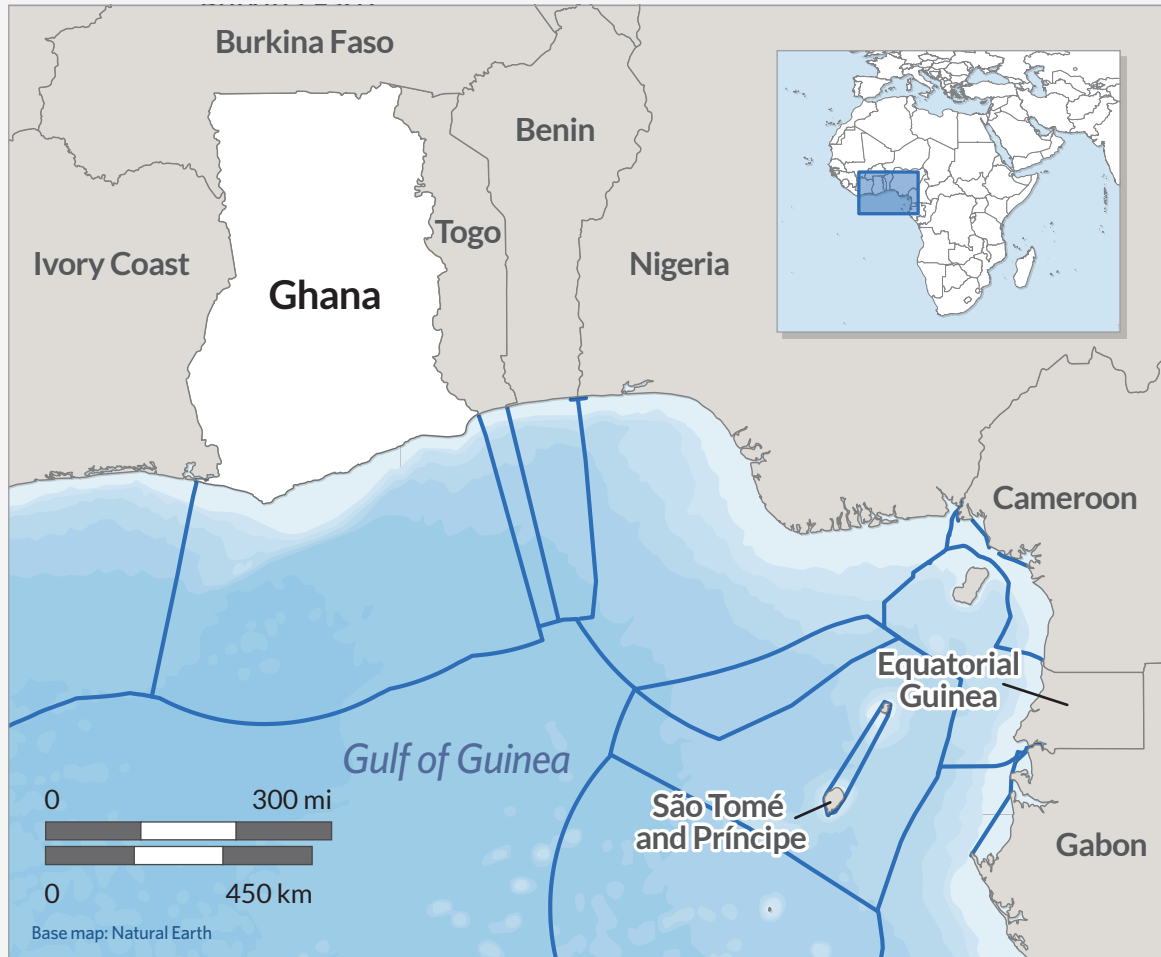 Burkina Faso
Benin
Togo
Ivory Coast
Nigeria
Ghana
Cameroon
Equatorial
Guinea
Gulf of Guinea
São Tomé
and Príncipe
Gabon
0 300 mi
0 450 km
Base map: Natural Earth